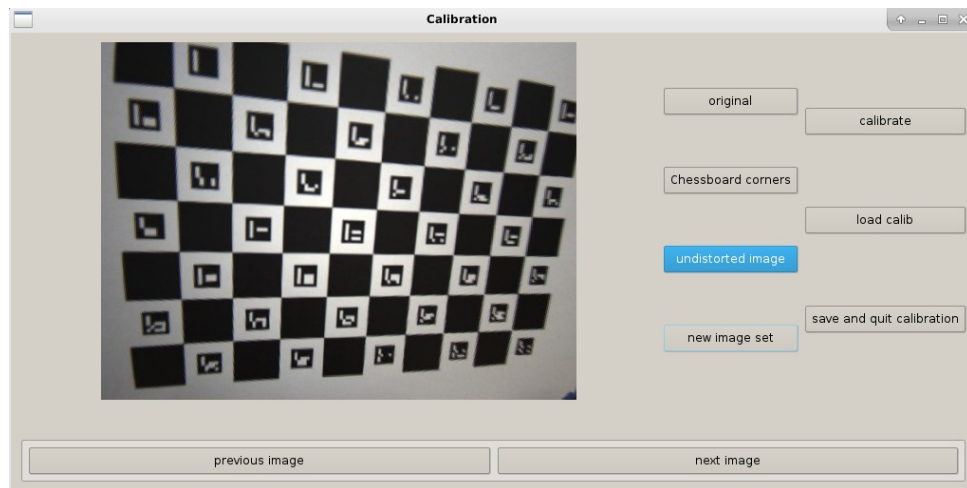 Calibration
original
calibrate
Chessboard corners
load calib
undistorted image
save and quit calibration
new image set
previous image
next image